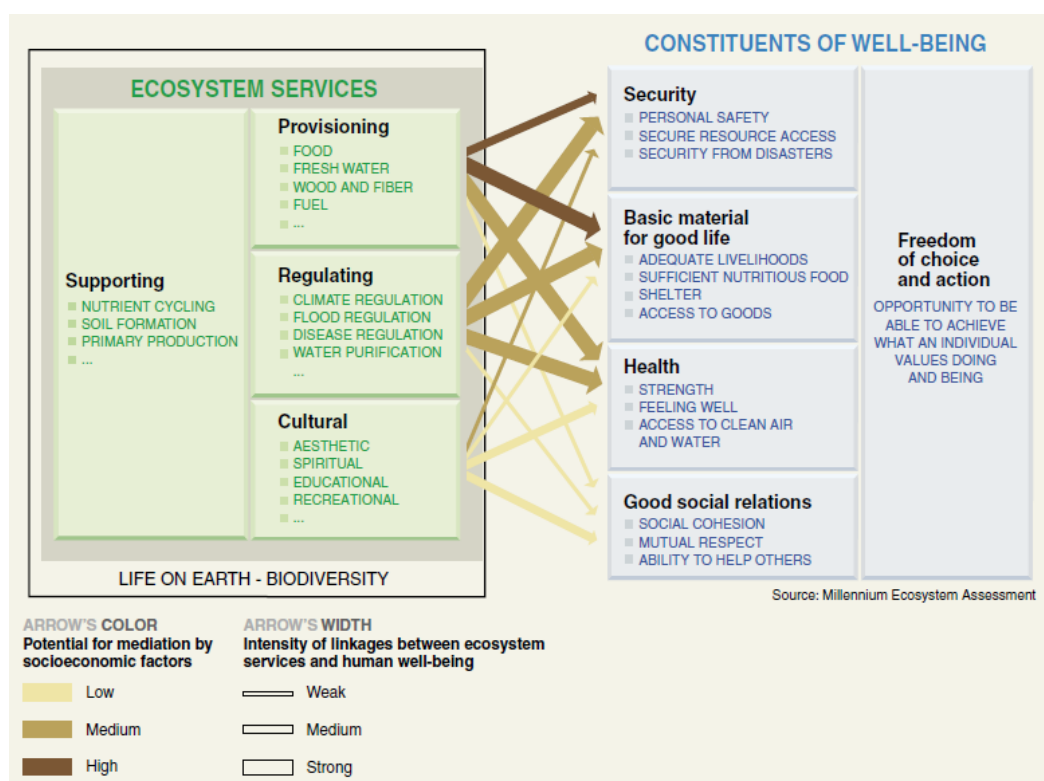 ECOSYSTEM SERVICES
Supporting
NUTRIENT CYCLING
SOIL FORMATION
PRIMARY PRODUCTION
...
Provisioning
FOOD
FRESH WATER
WOOD AND FIBER
FUEL
...
Regulating
CLIMATE REGULATION
FLOOD REGULATION
DISEASE REGULATION
WATER PURIFICATION
...
Cultural
AESTHETIC
SPIRITUAL
EDUCATIONAL
RECREATIONAL
...
LIFE ON EARTH - BIODIVERSITY
CONSTITUENTS OF WELL-BEING
Security
PERSONAL SAFETY
SECURE RESOURCE ACCESS
SECURITY FROM DISASTERS
Basic material
for good life
ADEQUATE LIVELIHOODS
SUFFICIENT NUTRITIOUS FOOD
SHELTER
ACCESS TO GOODS
Health
STRENGTH
FEELING WELL
ACCESS TO CLEAN AIR
AND WATER
Good social relations
SOCIAL COHESION
MUTUAL RESPECT
ABILITY TO HELP OTHERS
Freedom
of choice
and action
OPPORTUNITY TO BE
ABLE TO ACHIEVE
WHAT AN INDIVIDUAL
VALUES DOING
AND BEING
Source: Millennium Ecosystem Assessment
ARROW'S COLOR
Potential for mediation by
socioeconomic factors
Low
Medium
High
ARROW'S WIDTH
Intensity of linkages between ecosystem
services and human well-being
Weak
Medium
Strong